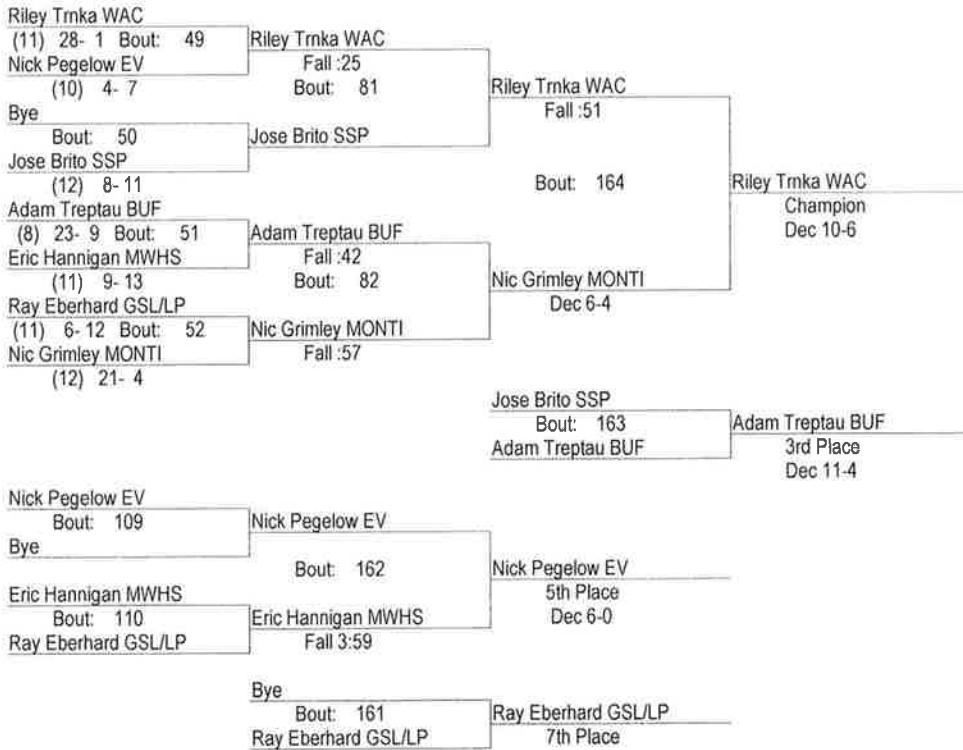 Riley Trnka WAC
(11) 28- 1 Bout: 49
Nick Pegelow EV
(10) 4- 7
Bye
Bout: 50
Jose Brito SSP
(12) 8- 11
Adam Treptau BUF
(8) 23- 9 Bout: 51
Eric Hannigan MWHS
(11) 9- 13
Ray Eberhard GSL/LP
(11) 6- 12 Bout: 52
Nic Grimley MONTI
(12) 21- 4
Riley Trnka WAC
Fall :25
Bout: 81
Jose Brito SSP
Adam Treptau BUF
Fall :42
Bout: 82
Nic Grimley MONTI
Fall :57
Riley Trnka WAC
Fall :51
Bout: 164
Nic Grimley MONTI
Dec 6-4
Riley Trnka WAC
Champion
Dec 10-6
Jose Brito SSP
Bout: 163
Adam Treptau BUF
Adam Treptau BUF
3rd Place
Dec 11-4
Nick Pegelow EV
Bout: 109
Bye
Eric Hannigan MWHS
Bout: 110
Ray Eberhard GSL/LP
Nick Pegelow EV
Bout: 162
Eric Hannigan MWHS
Fall 3:59
Nick Pegelow EV
5th Place
Dec 6-0
Bye
Bout: 161
Ray Eberhard GSL/LP
Ray Eberhard GSL/LP
7th Place